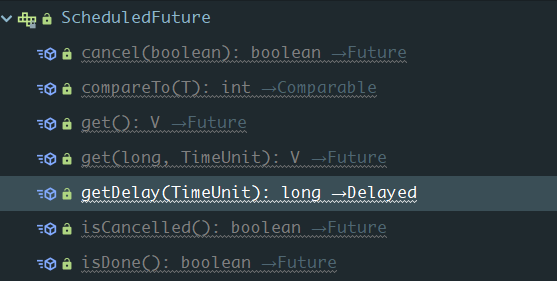 ScheduledFuture
cancel(boolean): boolean →Future
compareTo(T): int →Comparable
get(): V →Future
get(long, TimeUnit): V →Future
getDelay(TimeUnit): long →Delayed
isCancelled(): boolean →Future
isDone(): boolean →Future